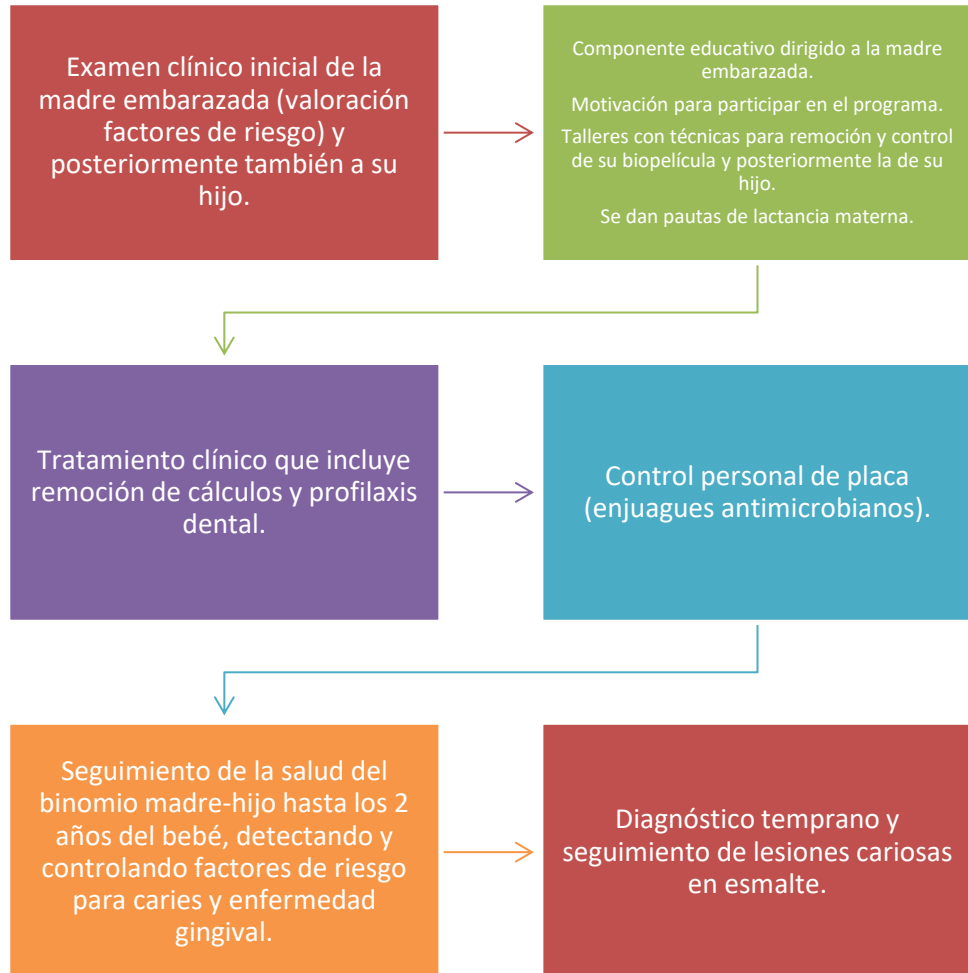 Examen clínico inicial de la
madre embarazada (valoración
factores de riesgo) y
posteriormente también a su
hijo.
Componente educativo dirigido a la madre
embarazada.
Motivación para participar en el programa.
Talleres con técnicas para remoción y control
de su biopelícula y posteriormente la de su
hijo.
Se dan pautas de lactancia materna.
Tratamiento clínico que incluye
remoción de cálculos y profilaxis
dental.
Control personal de placa
(enjuagues antimicrobianos).
Seguimiento de la salud del
binomio madre-hijo hasta los 2
años del bebé, detectando y
controlando factores de riesgo
para caries y enfermedad
gingival.
Diagnóstico temprano y
seguimiento de lesiones cariosas
en esmalte.